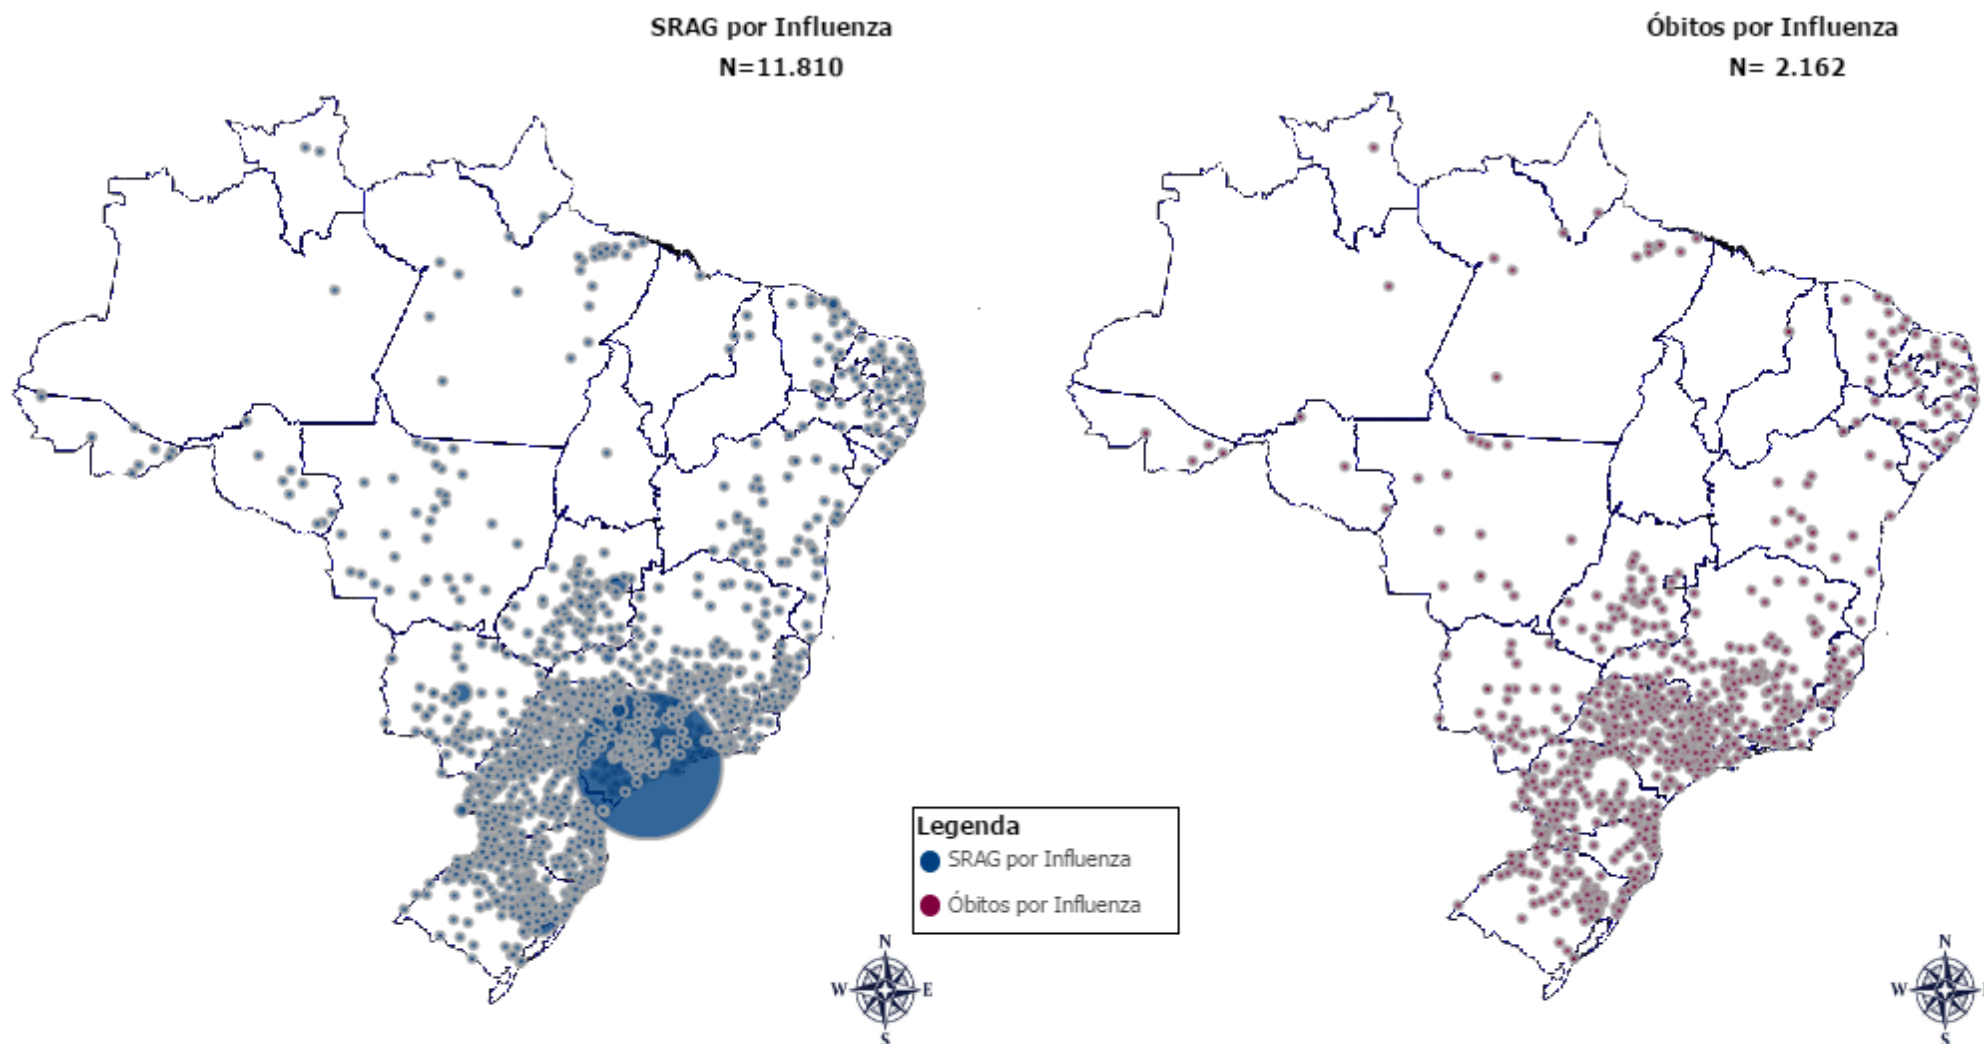 SRAG por Influenza
N=11.810
Óbitos por Influenza
N= 2.162
Legenda
SRAG por Influenza
Óbitos por Influenza
N
W E
S
N
W
S